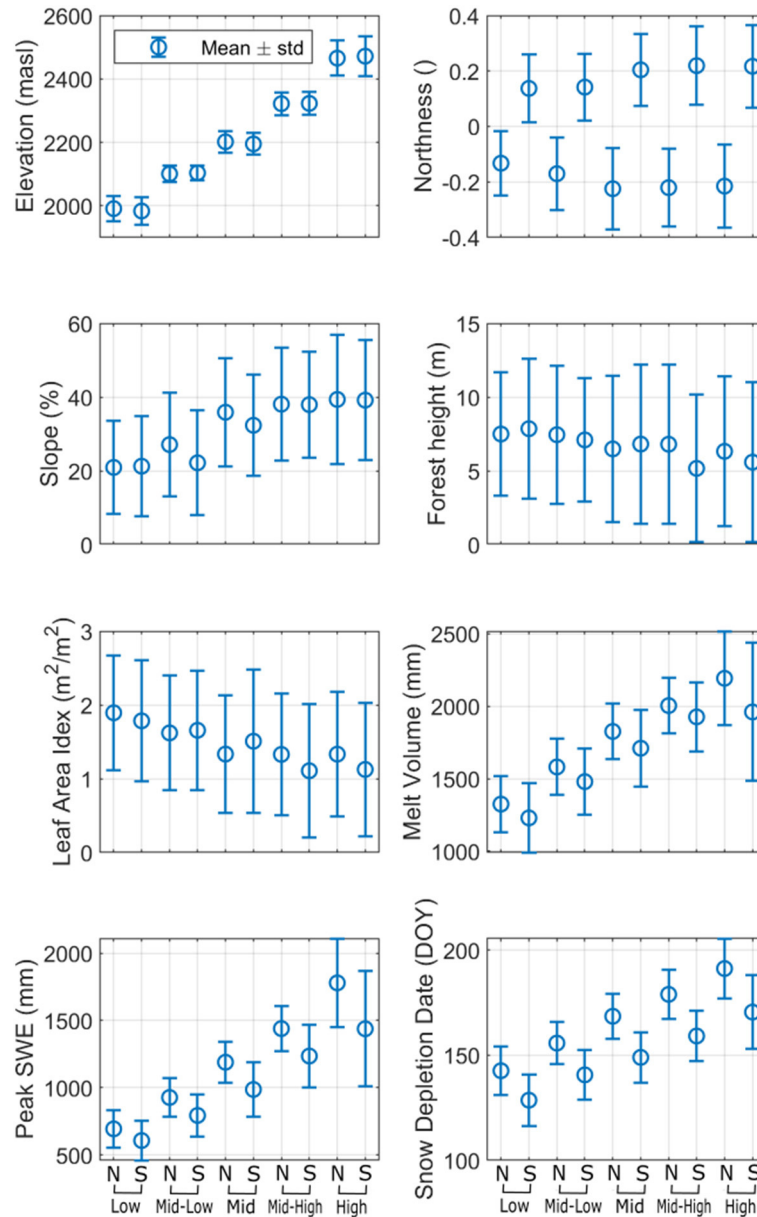 Elevation (masl)
2600
2400
2200
2000
Mean ± std
Northness ()
0.4
0.2
0
-0.2
-0.4
Slope (%)
60
40
20
0
Forest height (m)
15
10
5
0
Leaf Area Idex (m²/m²)
3
2
1
0
Melt Volume (mm)
2500
2000
1500
1000
Peak SWE (mm)
2000
1500
1000
500
N S N S N S N S N S
Low Mid-Low Mid Mid-High High
Snow Depletion Date (DOY)
200
150
100
N S N S N S N S N S
Low Mid-Low Mid Mid-High High